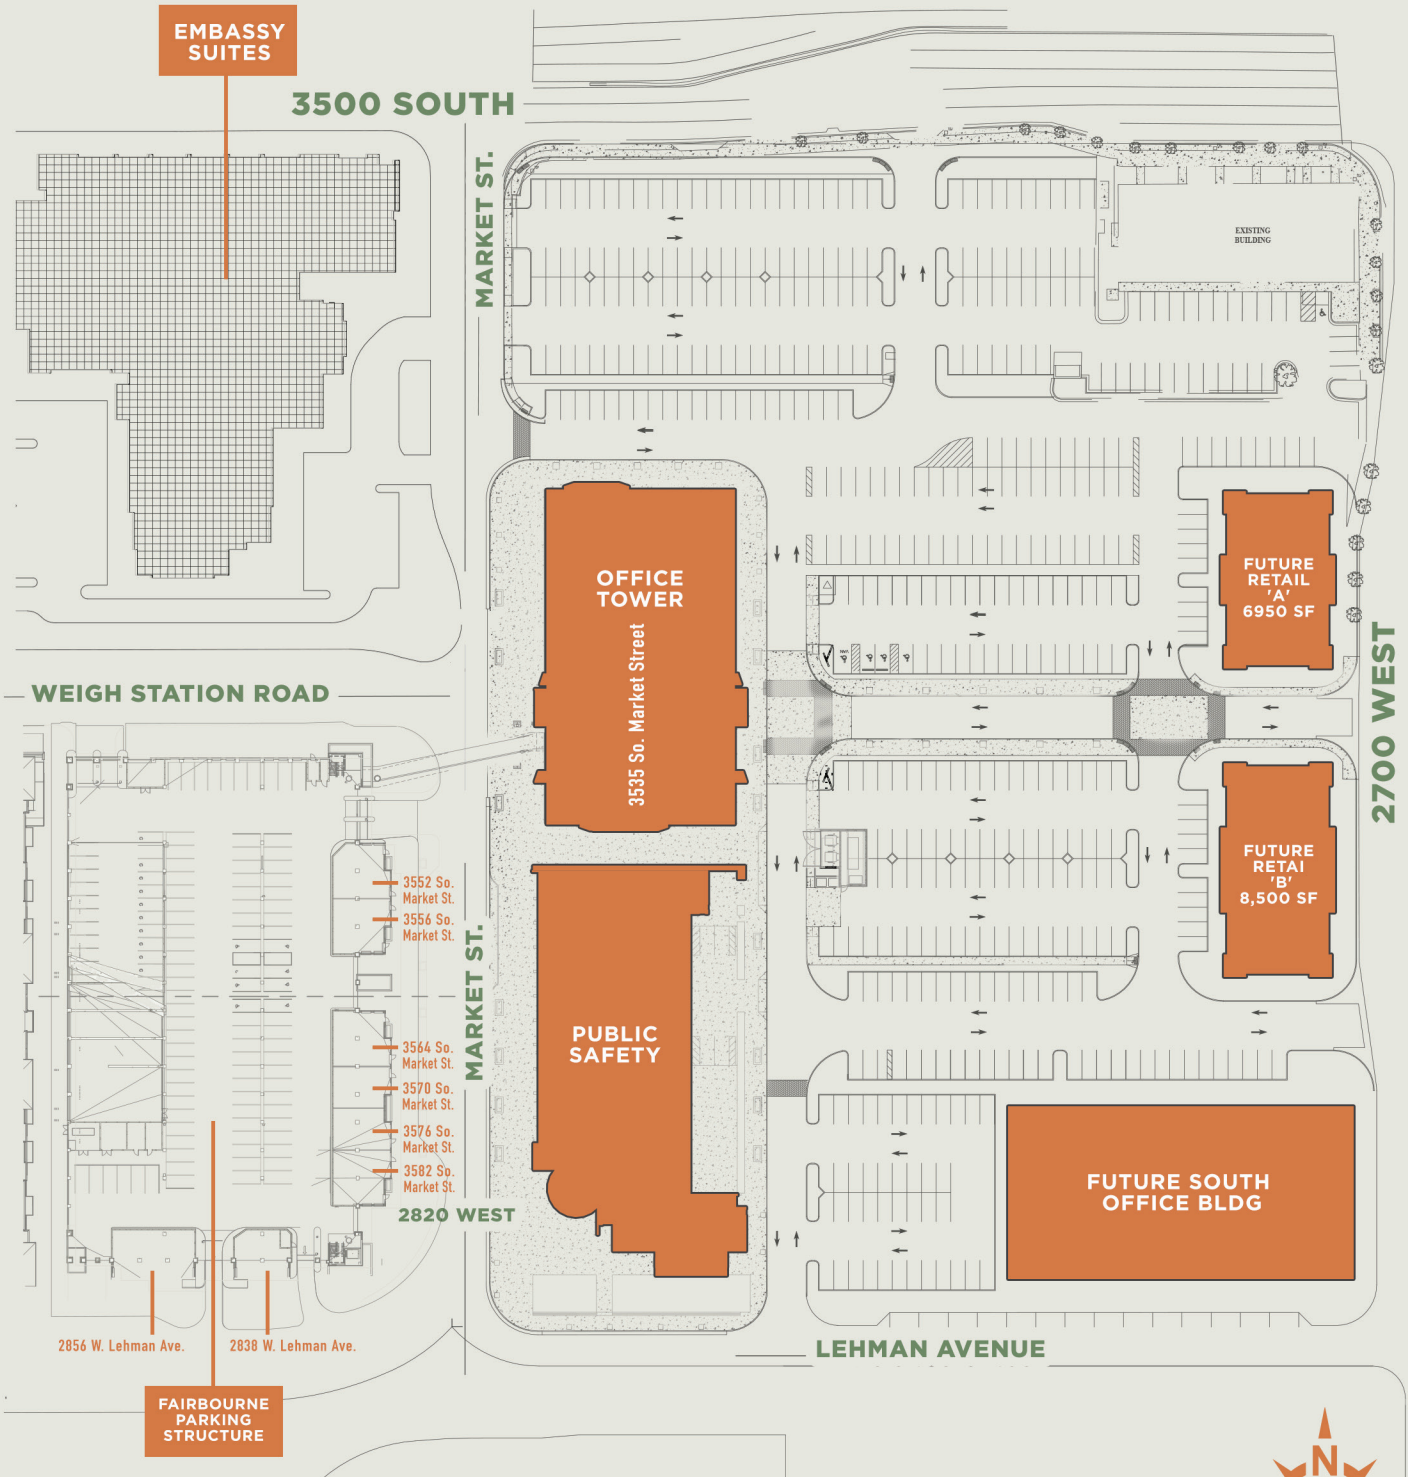 EMBASSY
SUITES
3500 SOUTH
MARKET ST.
EXISTING
BUILDING
OFFICE
TOWER
3535 So. Market Street
FUTURE
RETAIL
'A'
6950 SF
2700 WEST
WEIGH STATION ROAD
FUTURE
RETAI
'B'
8,500 SF
3552 So.
Market St.
3556 So.
Market St.
MARKET ST.
PUBLIC
SAFETY
3564 So.
Market St.
3570 So.
Market St.
3576 So.
Market St.
3582 So.
Market St.
2820 WEST
FUTURE SOUTH
OFFICE BLDG
2856 W. Lehman Ave.
2838 W. Lehman Ave.
LEHMAN AVENUE
FAIRBOURNE
PARKING
STRUCTURE
N